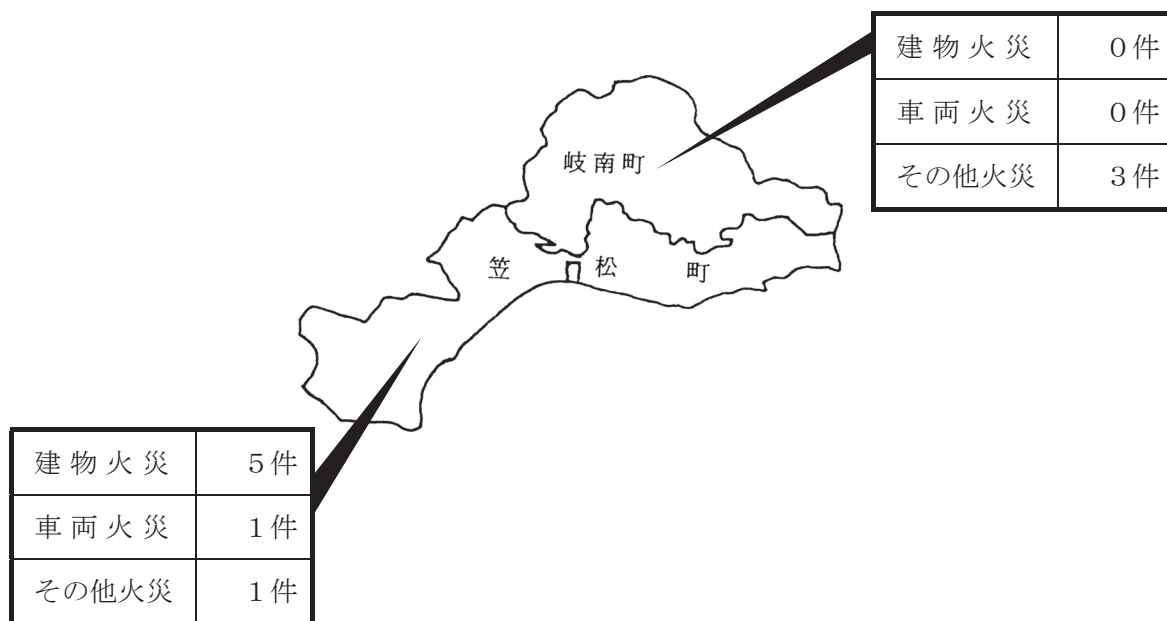 建物火災 0件
車両火災 0件
その他火災 3件
岐南町
笠松町
建物火災 5件
車両火災 1件
その他火災 1件